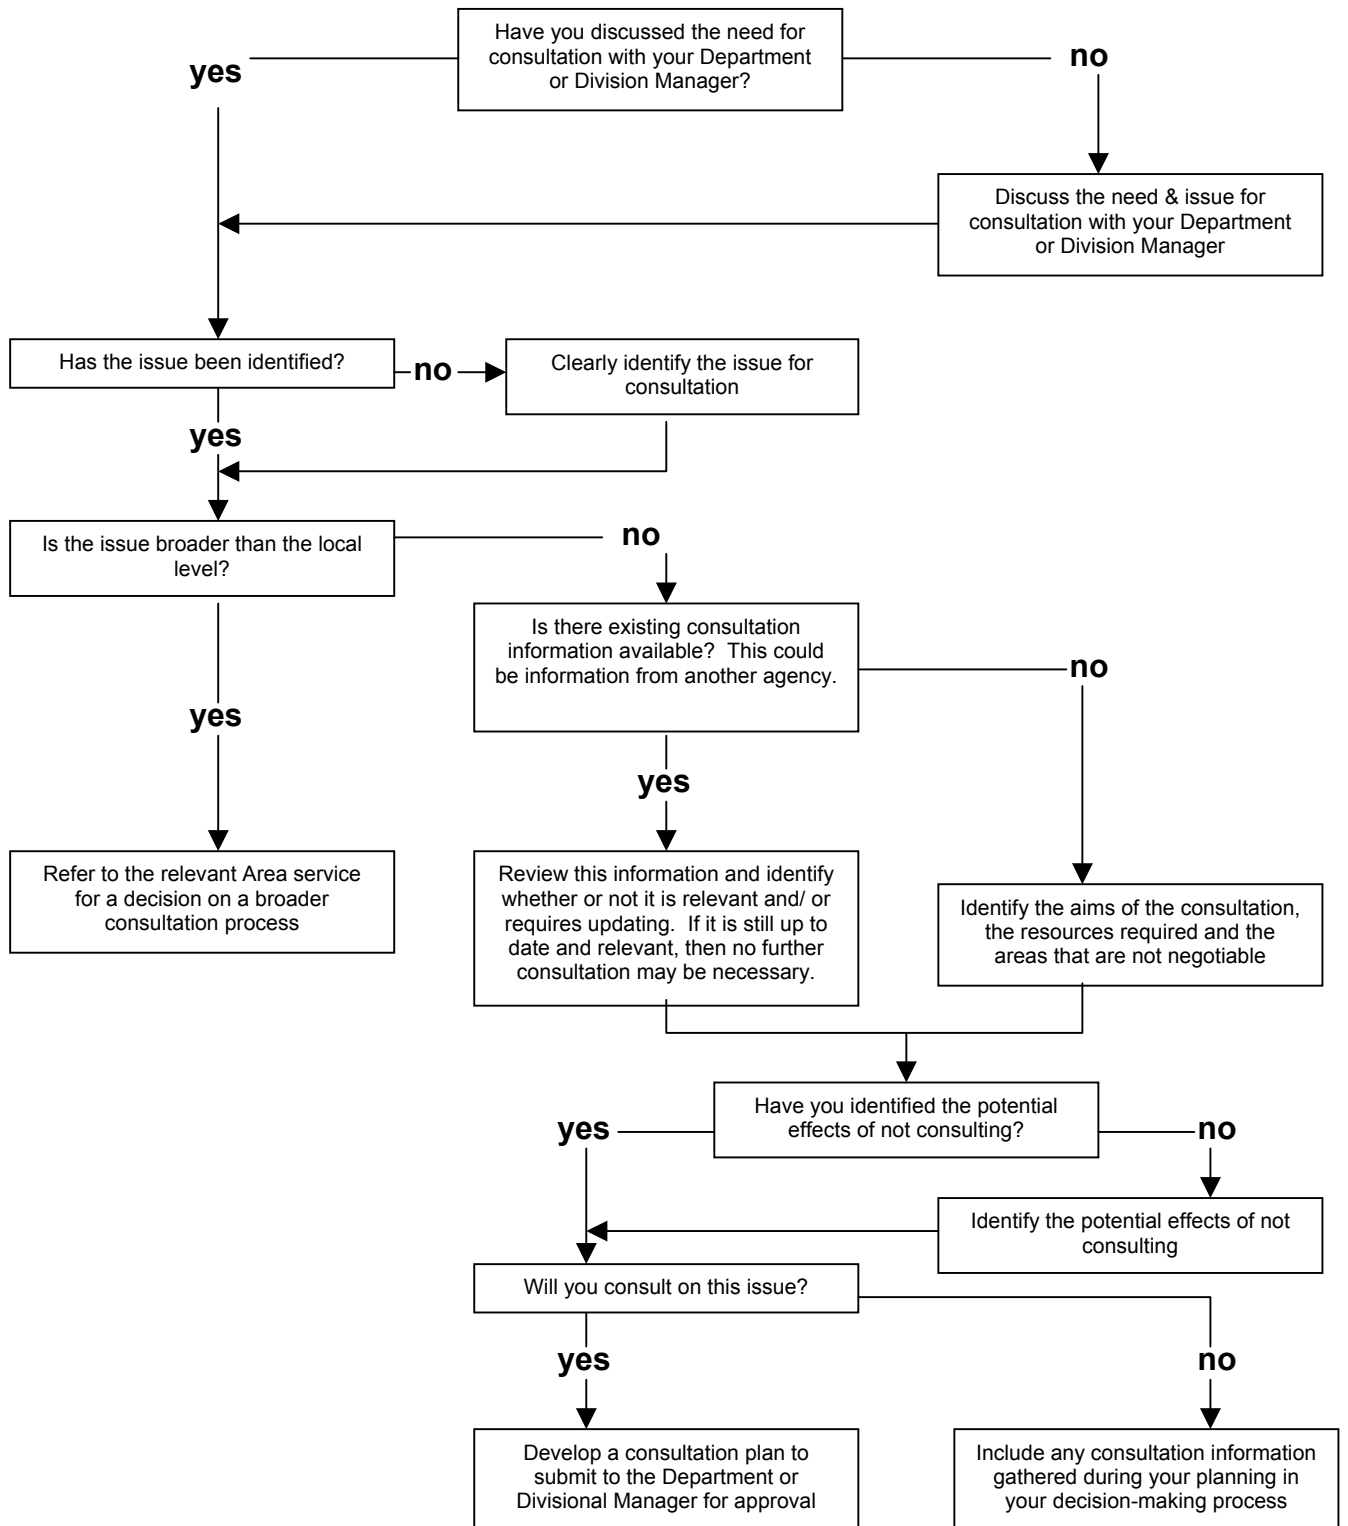 Have you discussed the need for
consultation with your Department
or Division Manager?
yes
no
Discuss the need & issue for
consultation with your Department
or Division Manager
Has the issue been identified?
no
Clearly identify the issue for
consultation
yes
Is the issue broader than the local
level?
no
Is there existing consultation
information available?  This could
be information from another agency.
no
yes
yes
Refer to the relevant Area service
for a decision on a broader
consultation process
Review this information and identify
whether or not it is relevant and/ or
requires updating.  If it is still up to
date and relevant, then no further
consultation may be necessary.
Identify the aims of the consultation,
the resources required and the
areas that are not negotiable
Have you identified the potential
effects of not consulting?
yes
no
Identify the potential effects of not
consulting
Will you consult on this issue?
yes
no
Develop a consultation plan to
submit to the Department or
Divisional Manager for approval
Include any consultation information
gathered during your planning in
your decision-making process